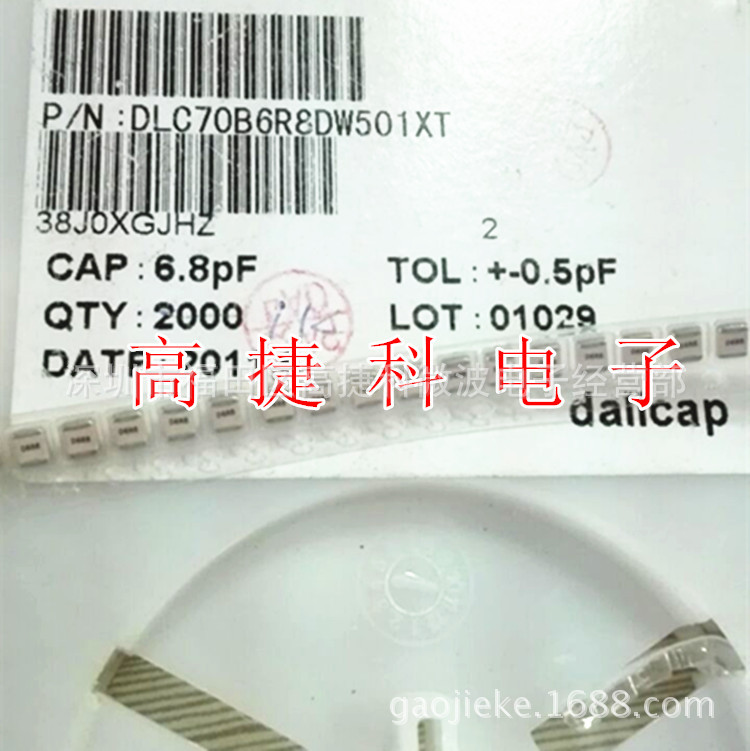 P/N :DLC70B6R8DW501XT
38J0XGJHZ
2
CAP : 6.8pF
TOL : +-0.5pF
QTY : 2000
LOT : 01029
高捷科电子
dalicap
gaojieke.1688.com